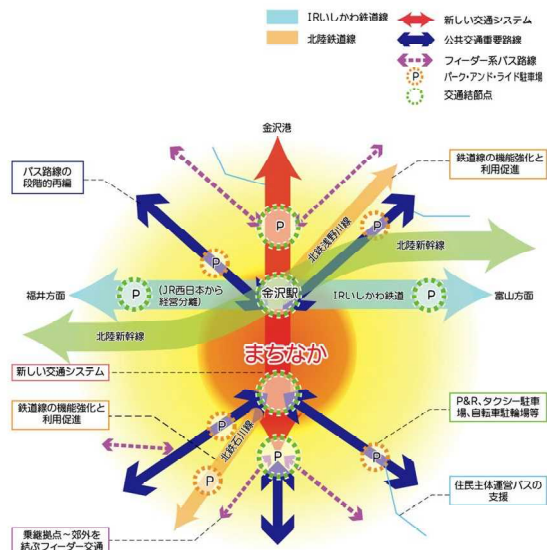 IRいしかわ鉄道線
北陸鉄道線
新しい交通システム
公共交通重要路線
フィーダー系バス路線
P
パーク・アンド・ライド駐車場
交通結節点
金沢港
バス路線の
段階的再編
鉄道線の機能強化と
利用促進
P
P
P
北鉄浅野川線
北陸新幹線
福井方面
P
(JR西日本から
経営分離)
金沢駅
IRいしかわ鉄道
P
富山方面
北陸新幹線
まちなか
新しい交通システム
鉄道線の機能強化と
利用促進
P
北鉄石川線
P
P
P
P&R、タクシー駐車
場、自転車駐輪場等
住民主体運営バスの
支援
乗継拠点～郊外を
結ぶフィーダー交通